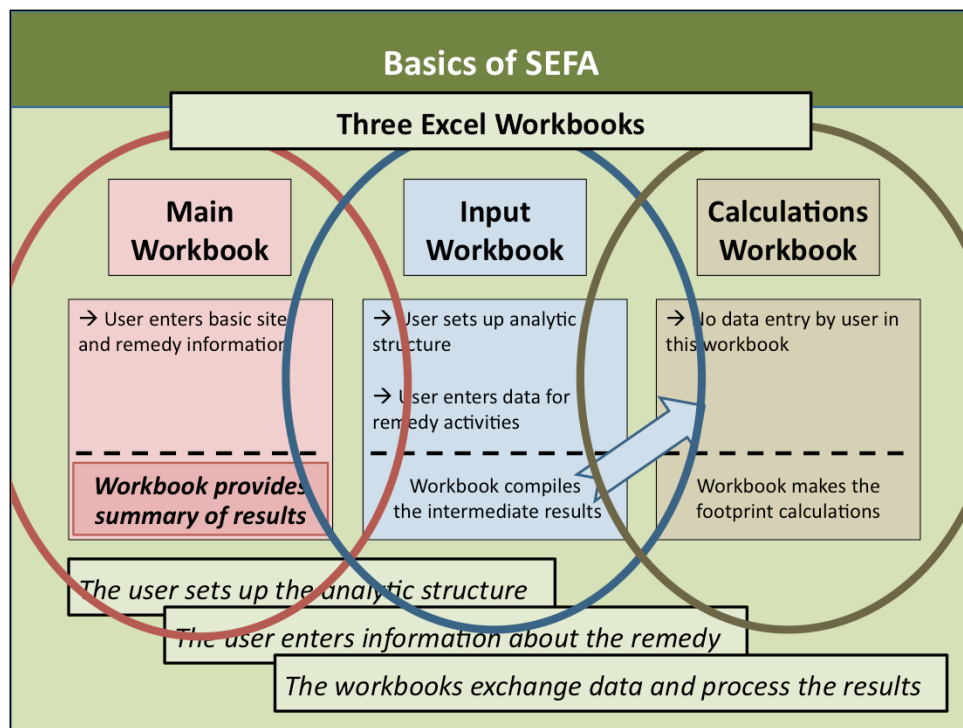 Basics of SEFA
Three Excel Workbooks
Main
Workbook
→ User enters basic site
and remedy information
Workbook provides
summary of results
Input
Workbook
→ User sets up analytic
structure
→ User enters data for
remedy activities
Workbook compiles
the intermediate results
Calculations
Workbook
→ No data entry by user in
this workbook
Workbook makes the
footprint calculations
The user sets up the analytic structure
The user enters information about the remedy
The workbooks exchange data and process the results